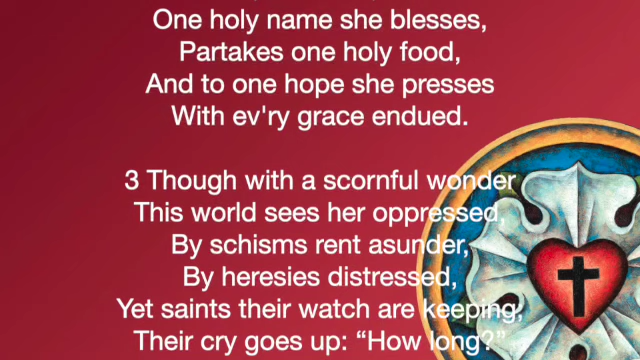 One holy name she blesses,
Partakes one holy food,
And to one hope she presses
With ev'ry grace endued.
3 Though with a scornful wonder
This world sees her oppressed,
By schisms rent asunder,
By heresies distressed,
Yet saints their watch are keeping;
Their cry goes up: “How long?”